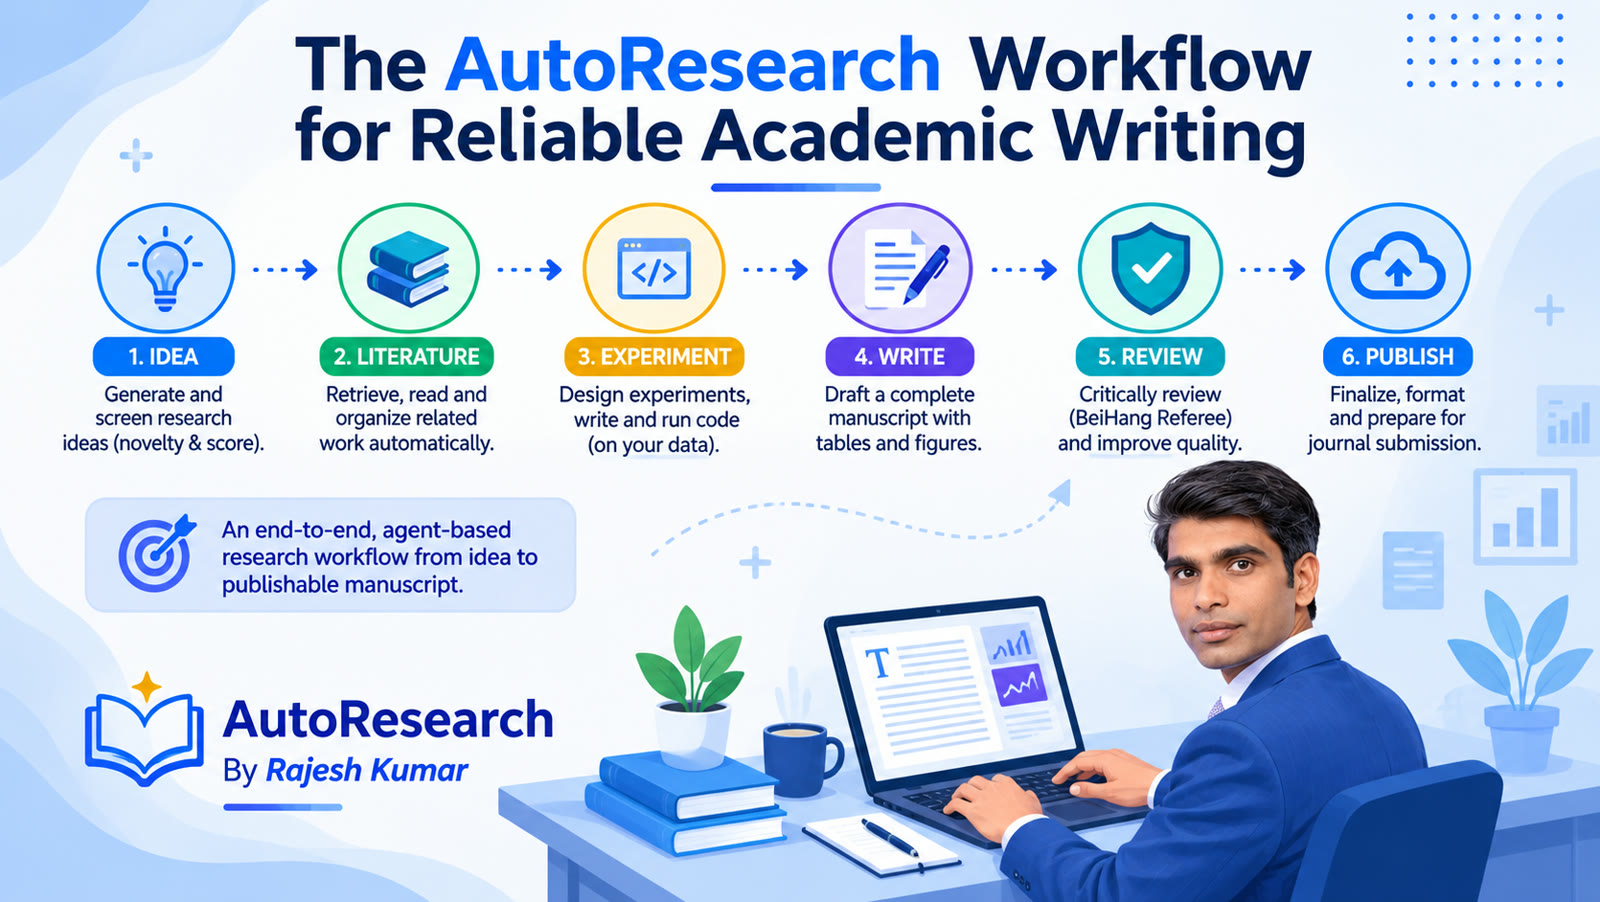 The AutoResearch Workflow
for Reliable Academic Writing
1. IDEA
Generate and
screen research
ideas (novelty & score).
2. LITERATURE
Retrieve, read and
organize related
work automatically.
3. EXPERIMENT
Design experiments,
write and run code
(on your data).
4. WRITE
Draft a complete
manuscript with
tables and figures.
5. REVIEW
Critically review
(BeiHang Referee)
and improve quality.
6. PUBLISH
Finalize, format
and prepare for
journal submission.
An end-to-end, agent-based
research workflow from idea to
publishable manuscript.
T
AutoResearch
By Rajesh Kumar